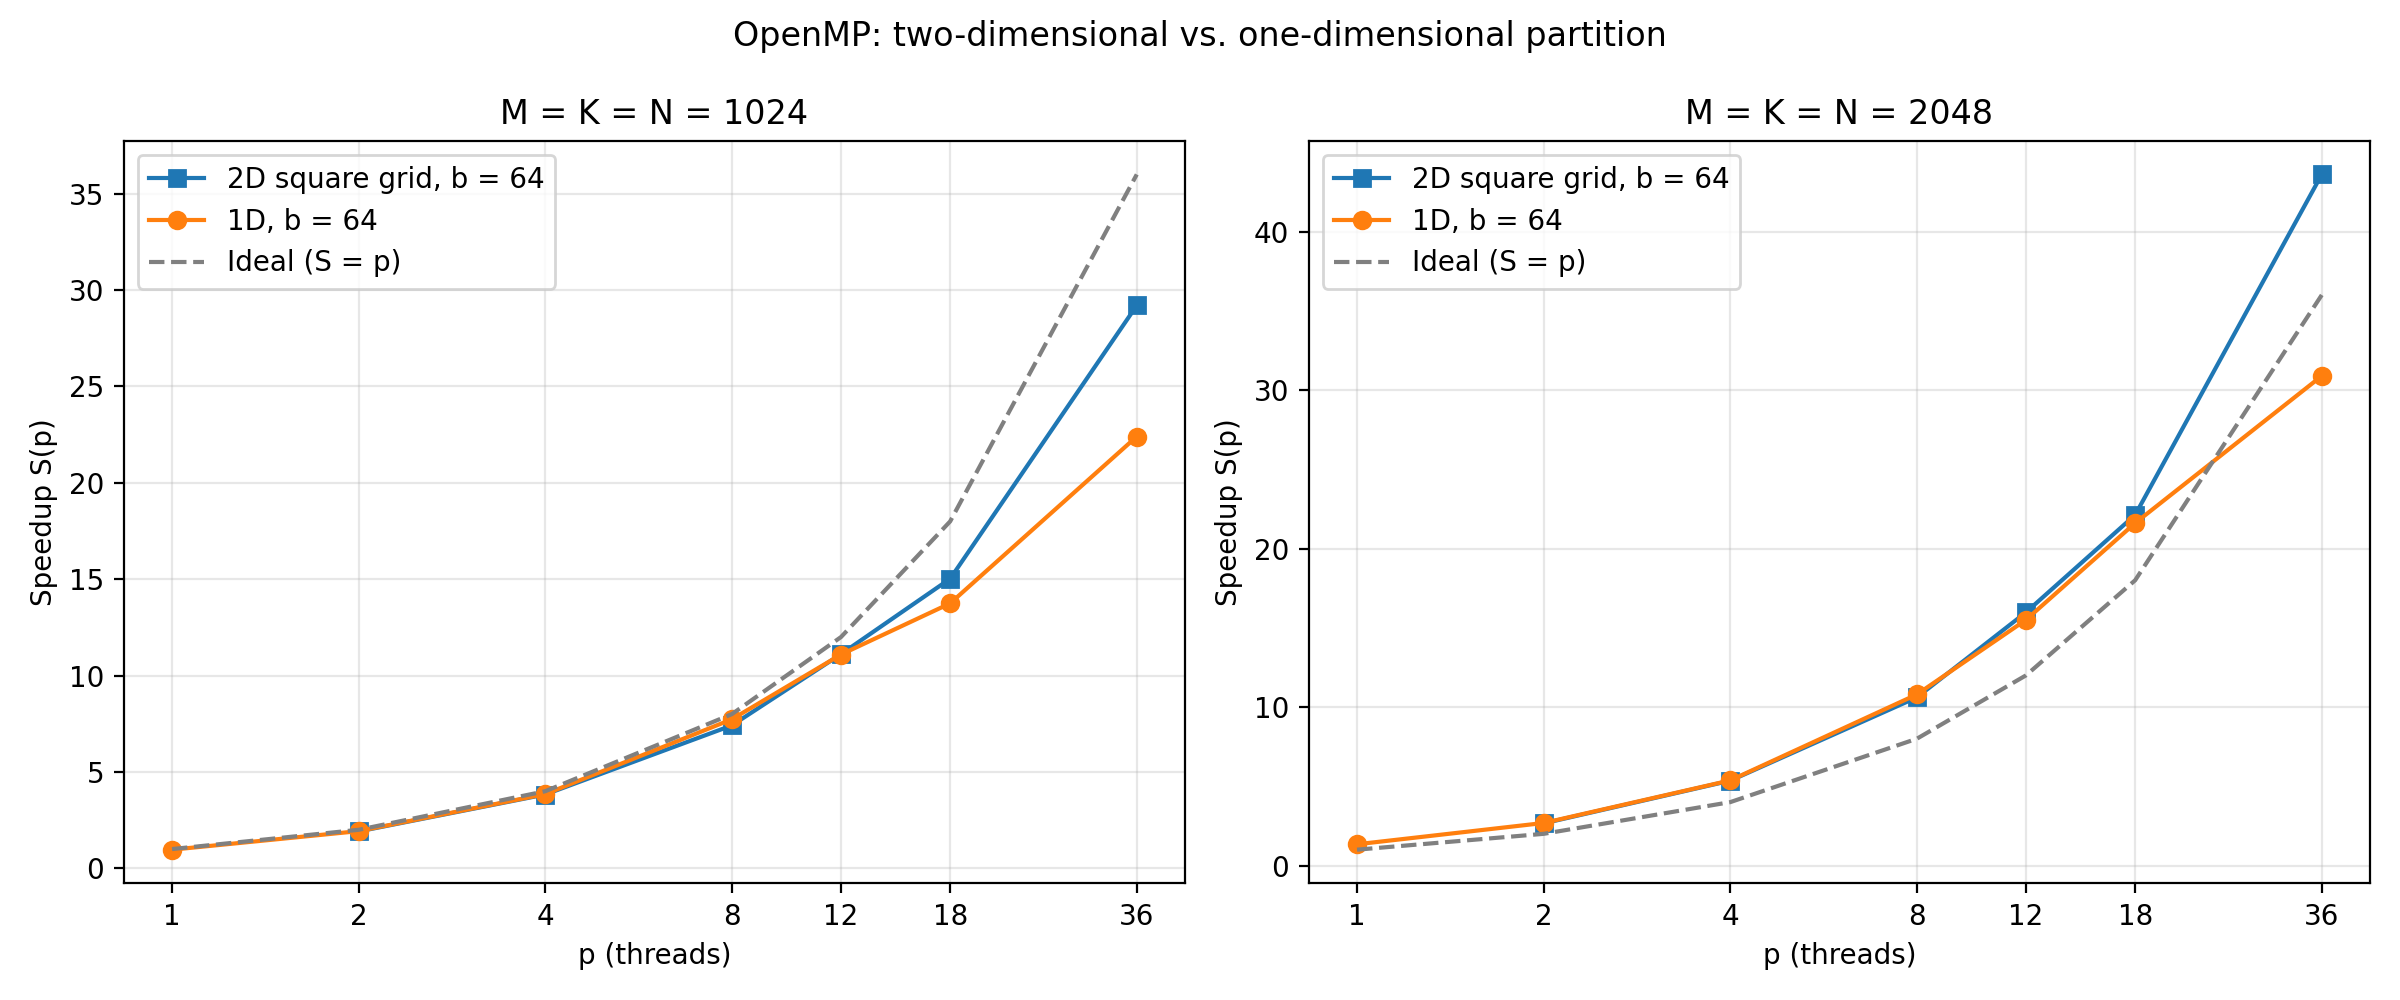 OpenMP: two-dimensional vs. one-dimensional partition
M = K = N = 1024
2D square grid, b = 64
1D, b = 64
Ideal (S = p)
Speedup S(p)
35
30
25
20
15
10
5
0
1 2 4 8 12 18 36
p (threads)
M = K = N = 2048
2D square grid, b = 64
1D, b = 64
Ideal (S = p)
Speedup S(p)
40
30
20
10
0
1 2 4 8 12 18 36
p (threads)